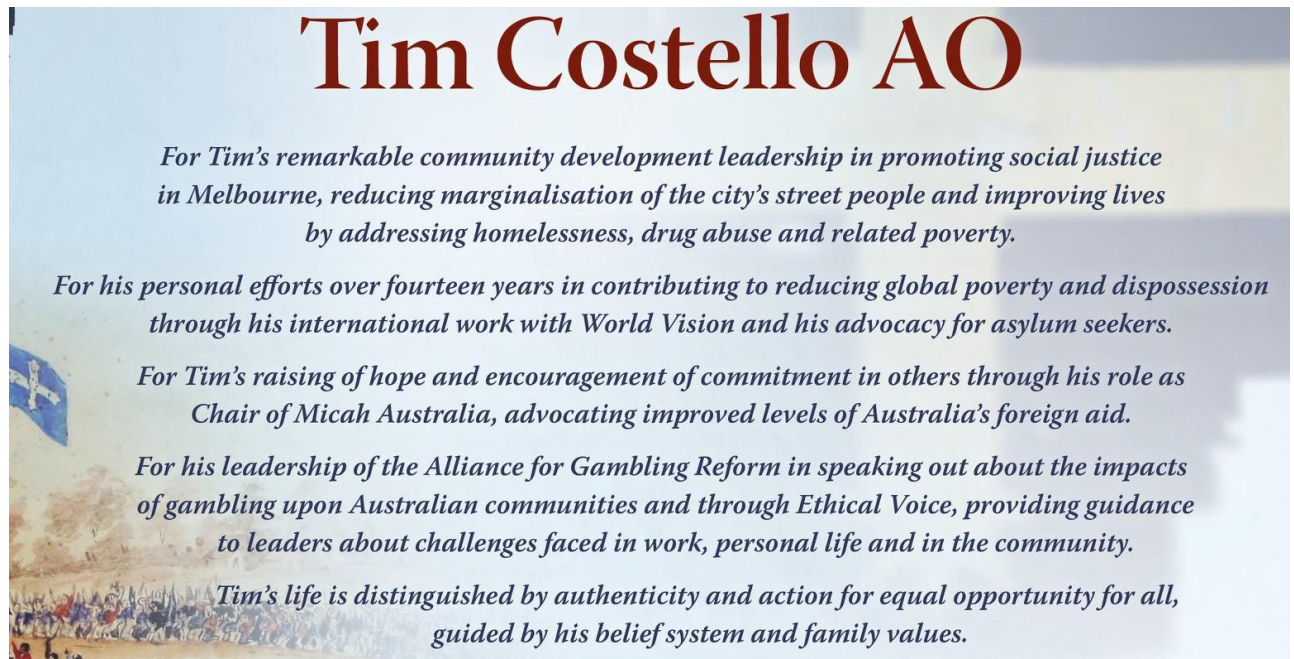 Tim Costello AO
For Tim’s remarkable community development leadership in promoting social justice
in Melbourne, reducing marginalisation of the city’s street people and improving lives
by addressing homelessness, drug abuse and related poverty.
For his personal efforts over fourteen years in contributing to reducing global poverty and dispossession
through his international work with World Vision and his advocacy for asylum seekers.
For Tim’s raising of hope and encouragement of commitment in others through his role as
Chair of Micah Australia, advocating improved levels of Australia’s foreign aid.
For his leadership of the Alliance for Gambling Reform in speaking out about the impacts
of gambling upon Australian communities and through Ethical Voice, providing guidance
to leaders about challenges faced in work, personal life and in the community.
Tim’s life is distinguished by authenticity and action for equal opportunity for all,
guided by his belief system and family values.